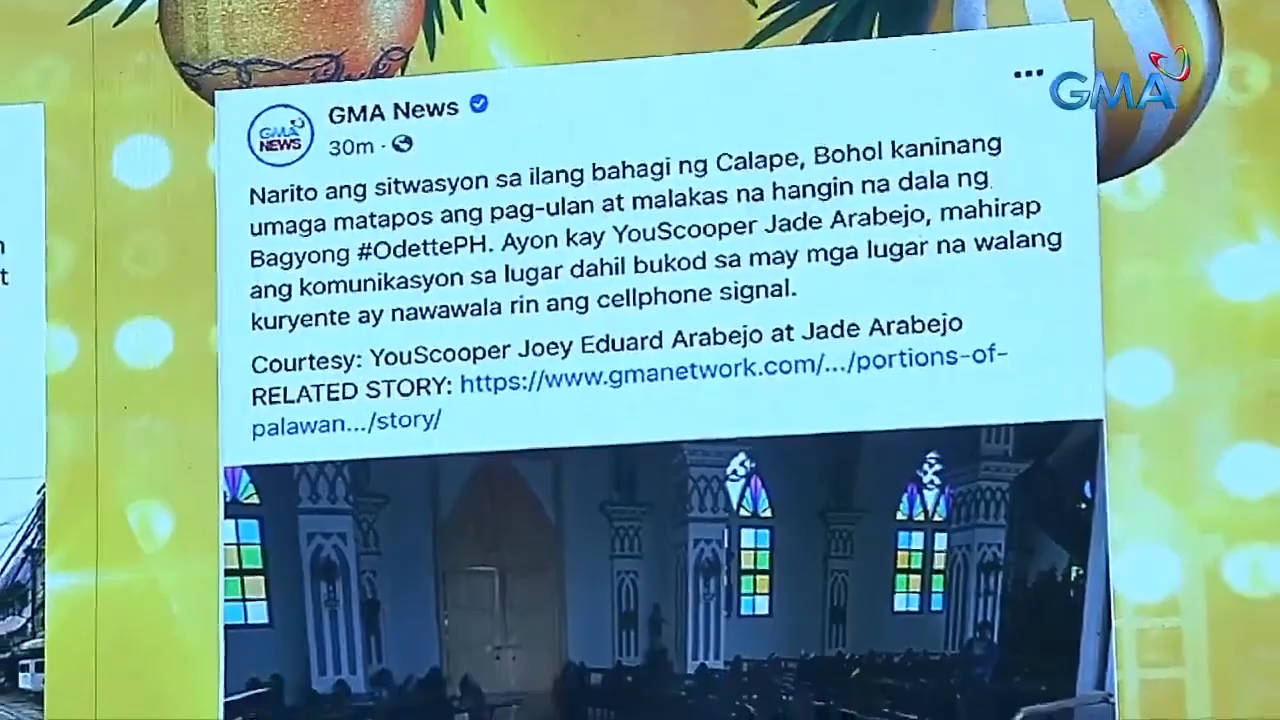 GMA
GMA
NEWS
GMA News
30m
Narito ang sitwasyon sa ilang bahagi ng Calape, Bohol kaninang
umaga matapos ang pag-ulan at malakas na hangin na dala ng
Bagyong #OdettePH. Ayon kay YouScooper Jade Arabejo, mahirap
ang komunikasyon sa lugar dahil bukod sa may mga lugar na walang
kuryente ay nawawala rin ang cellphone signal.
Courtesy: YouScooper Joey Eduard Arabejo at Jade Arabejo
RELATED STORY: https://www.gmanetwork.com/.../portions-of-
palawan.../story/